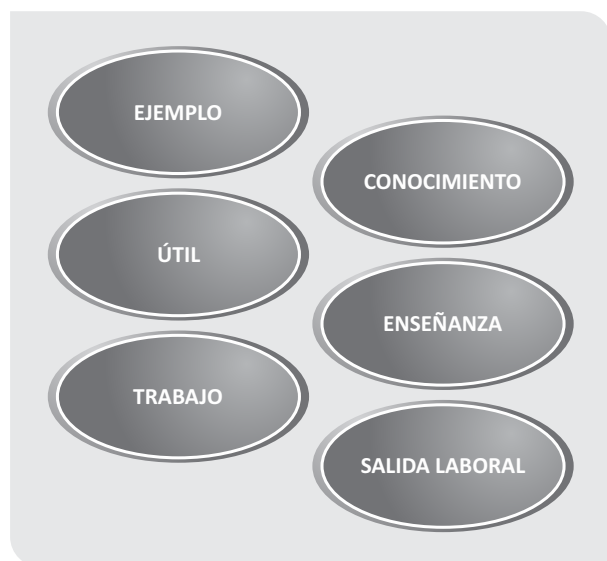 EJEMPLO
CONOCIMIENTO
ÚTIL
ENSEÑANZA
TRABAJO
SALIDA LABORAL